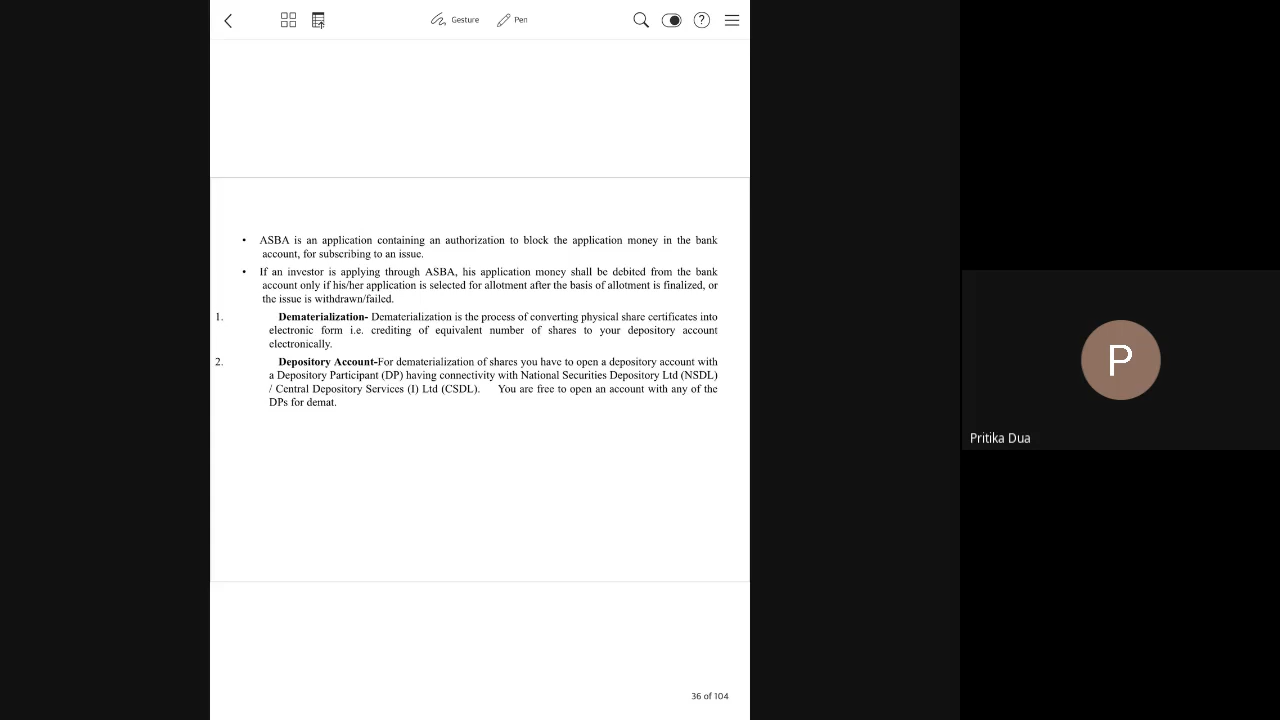 Gesture
Pen
• ASBA is an application containing an authorization to block the application money in the bank
account, for subscribing to an issue.
• If an investor is applying through ASBA, his application money shall be debited from the bank
account only if his/her application is selected for allotment after the basis of allotment is finalized, or
the issue is withdrawn/failed.
1. Dematerialization- Dematerialization is the process of converting physical share certificates into
electronic form i.e. crediting of equivalent number of shares to your depository account
electronically.
2. Depository Account-For dematerialization of shares you have to open a depository account with
a Depository Participant (DP) having connectivity with National Securities Depository Ltd (NSDL)
/ Central Depository Services (I) Ltd (CSDL). You are free to open an account with any of the
DPs for demat.
36 of 104
P
Pritika Dua